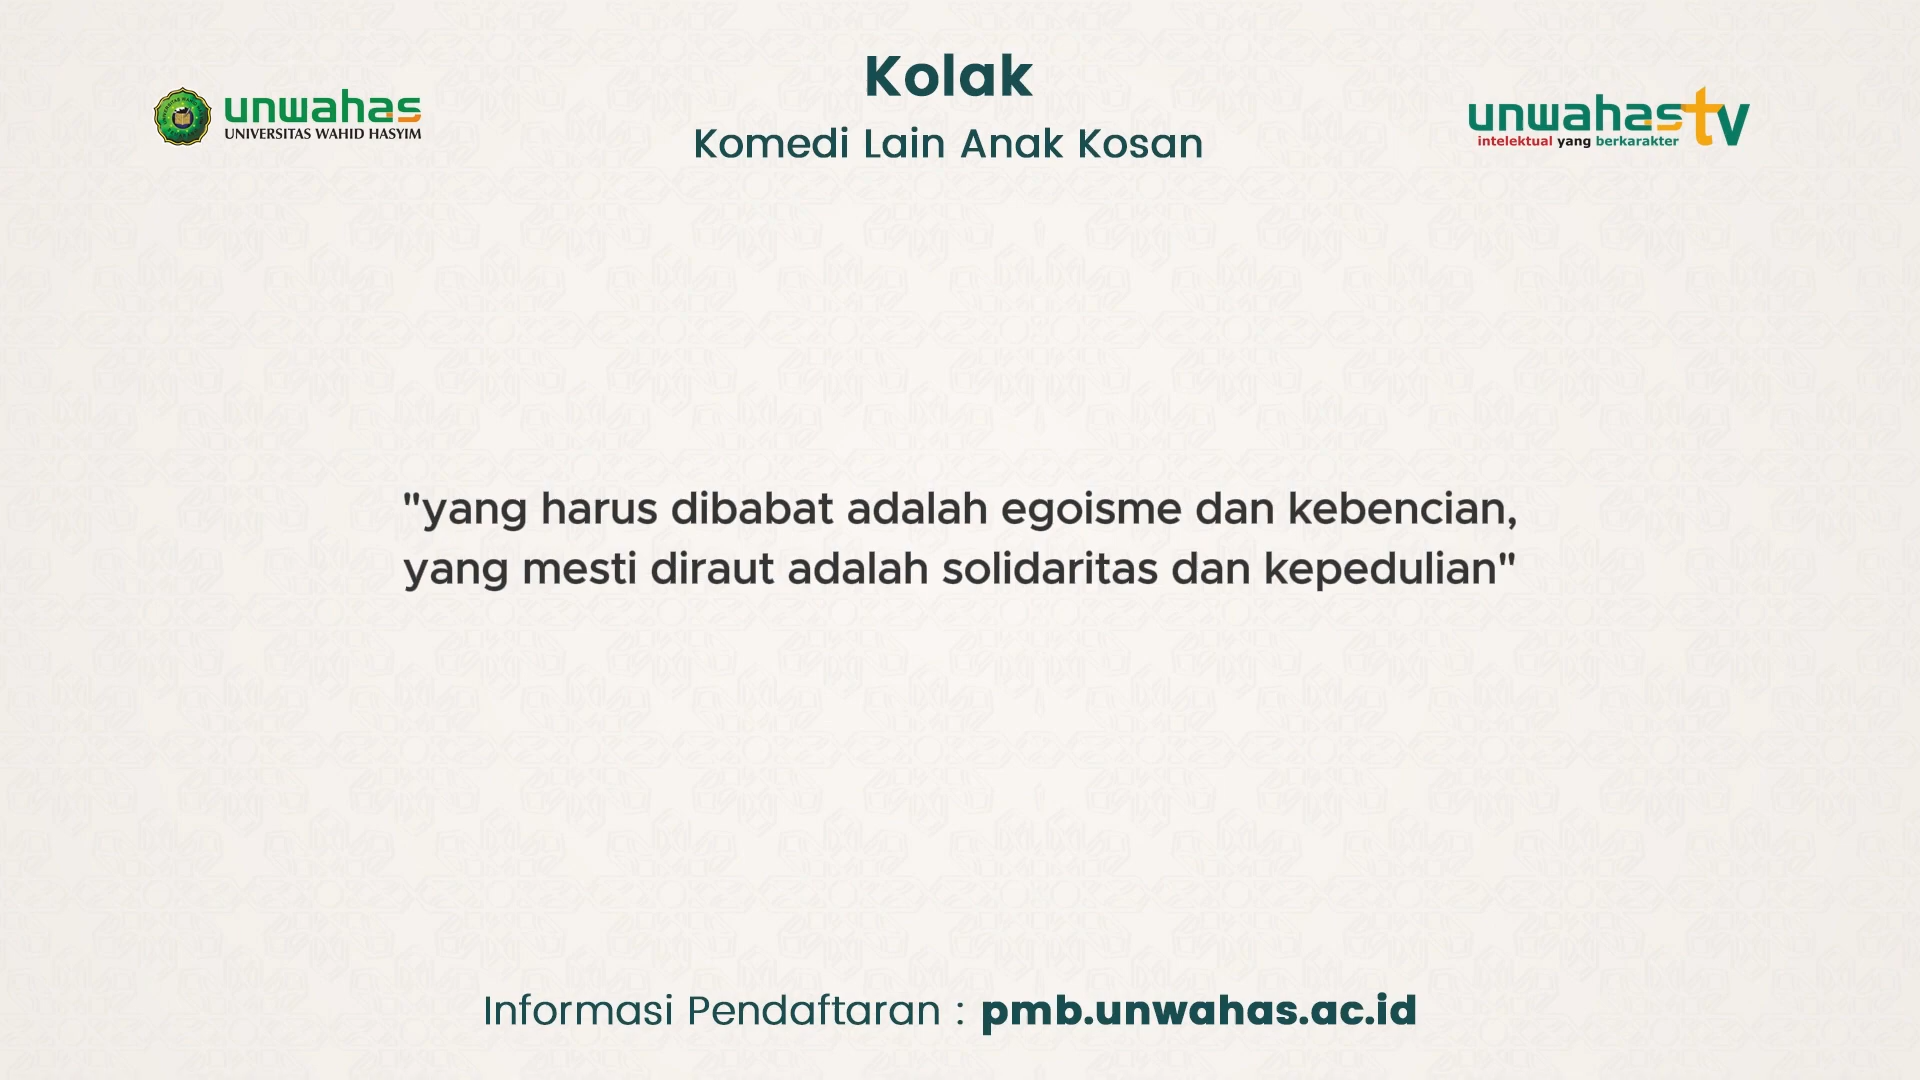 Kolak
Komedi Lain Anak Kosan
unwahas
UNIVERSITAS WAHID HASYIM
unwahastv
intelektual yang berkarakter
"yang harus dibabat adalah egoisme dan kebencian,
yang mesti diraut adalah solidaritas dan kepedulian"
Informasi Pendaftaran : pmb.unwahas.ac.id